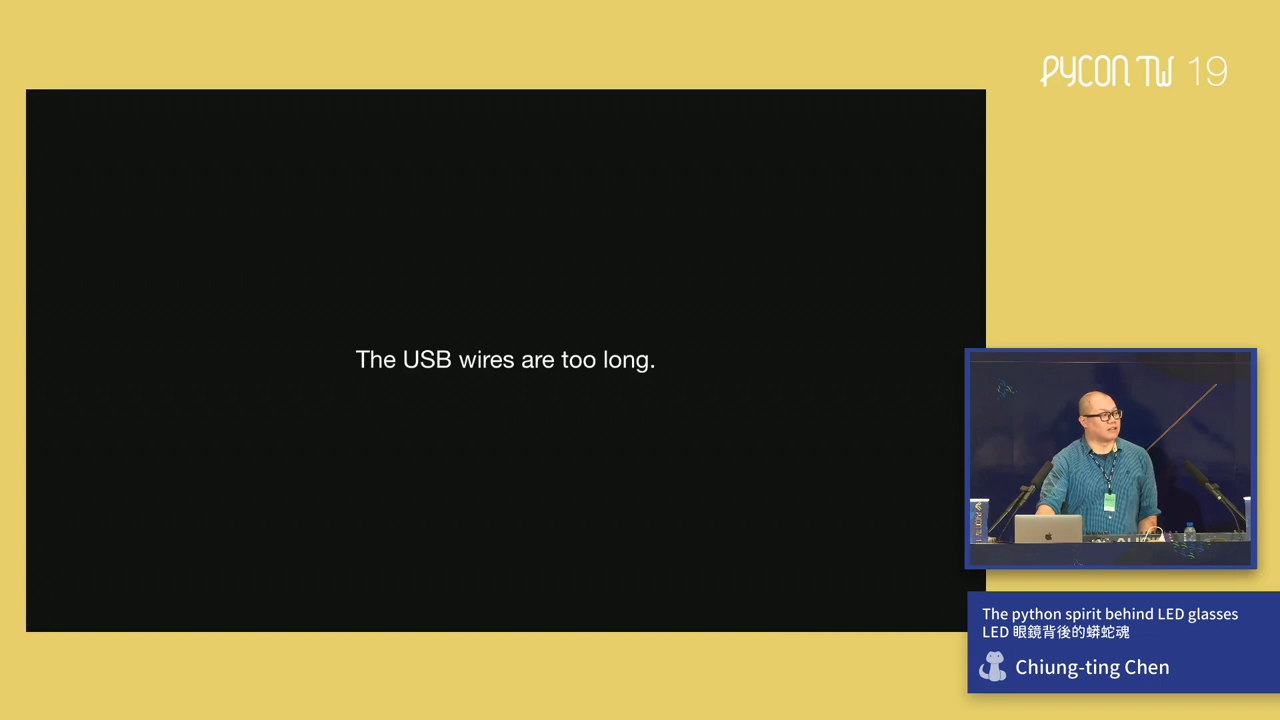 PYCON TW 19
The USB wires are too long.
The python spirit behind LED glasses
LED 眼鏡背後的蟒蛇魂
Chiung-ting Chen